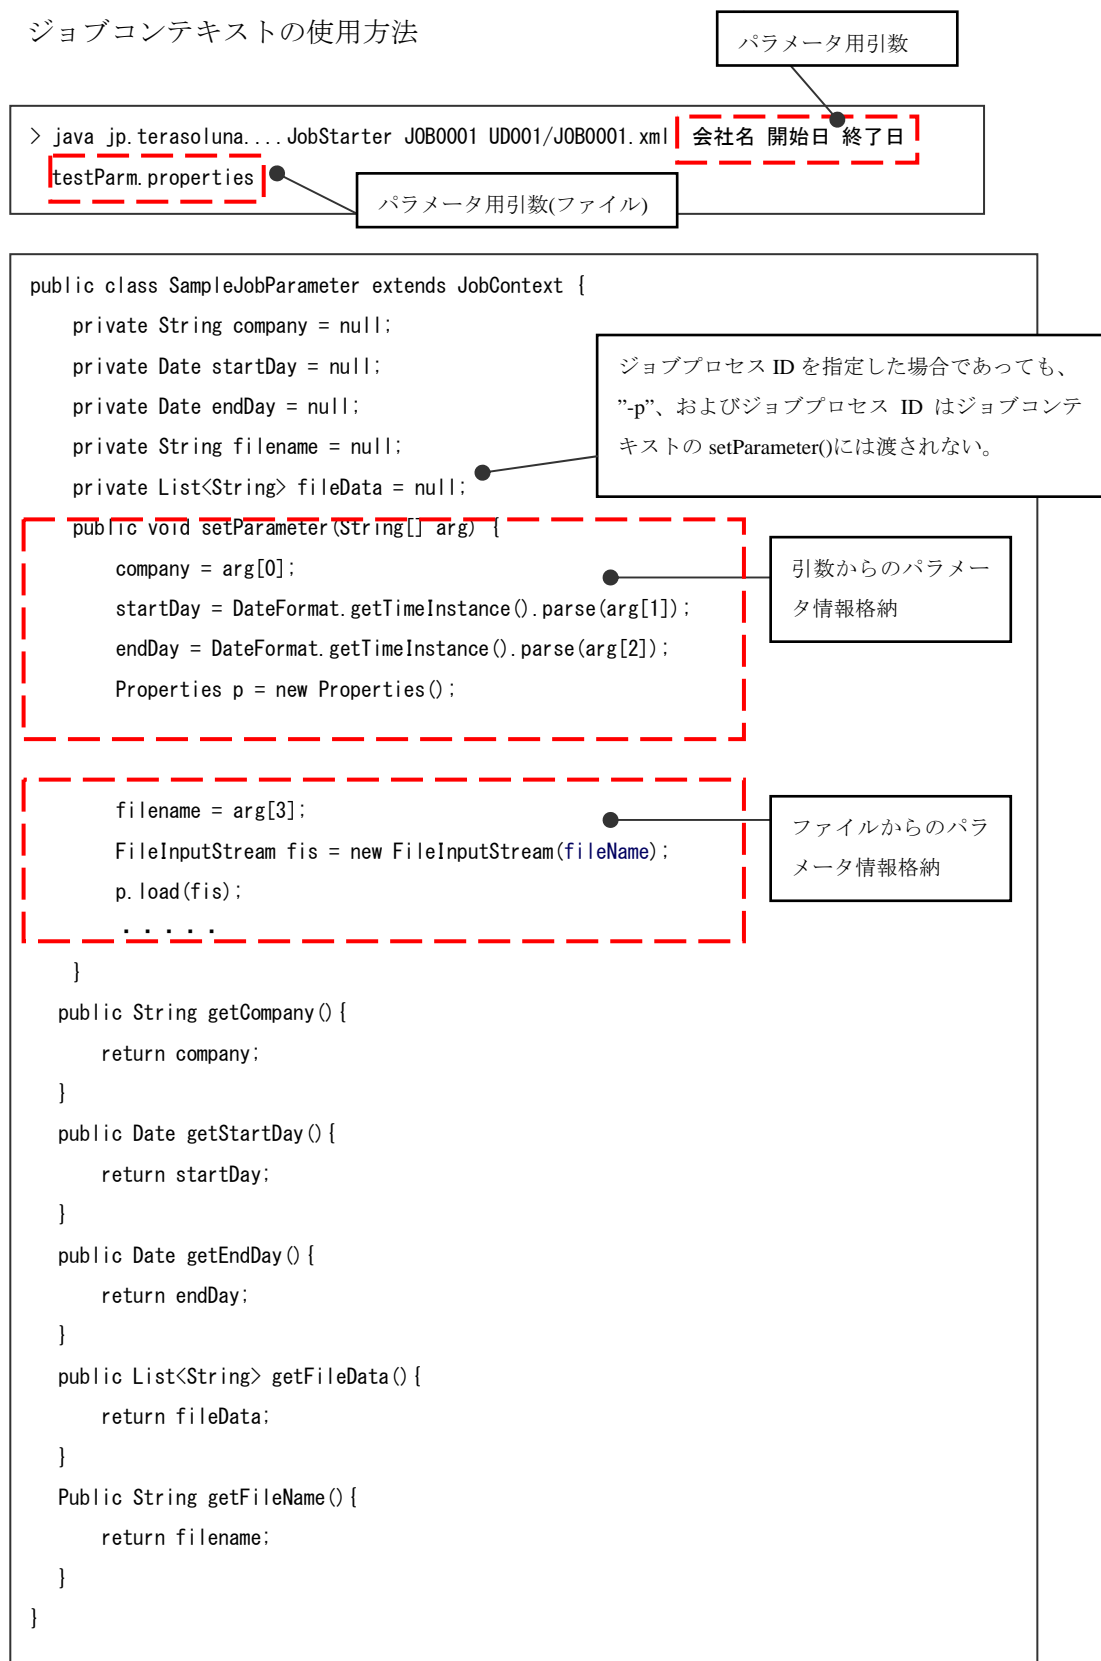 ジョブコンテキストの使用方法
パラメータ用引数
> java jp.terasoluna....JobStarter JOB0001 UD001/JOB0001.xml 会社名 開始日 終了日
testParm.properties
パラメータ用引数(ファイル)
public class SampleJobParameter extends JobContext {
private String company = null;
private Date startDay = null;
private Date endDay = null;
private String filename = null;
private List<String> fileData = null;
ジョブプロセス ID を指定した場合であっても、
”-p”、およびジョブプロセス ID はジョブコンテ
キストの setParameter()には渡されない。
public void setParameter(String[] arg) {
company = arg[0];
startDay = DateFormat.getTimeInstance().parse(arg[1]);
endDay = DateFormat.getTimeInstance().parse(arg[2]);
Properties p = new Properties();
引数からのパラメー
タ情報格納
filename = arg[3];
FileInputStream fis = new FileInputStream(fileName);
p.load(fis);
・・・・・
ファイルからのパラ
メータ情報格納
}
public String getCompany(){
return company;
}
public Date getStartDay(){
return startDay;
}
public Date getEndDay(){
return endDay;
}
public List<String> getFileData(){
return fileData;
}
Public String getFileName(){
return filename;
}
}